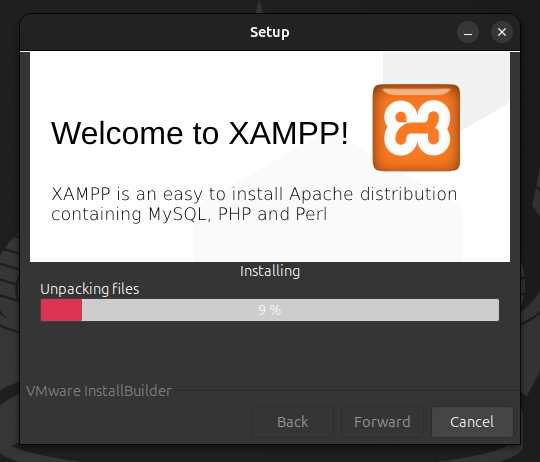 Setup
Welcome to XAMPP!
XAMPP is an easy to install Apache distribution
containing MySQL, PHP and Perl
Installing
Unpacking files
9 %
VMware InstallBuilder
Back
Forward
Cancel